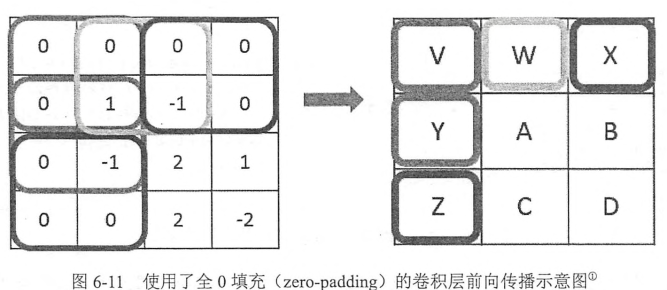 0 0 0 0 V W X
0 1 -1 0 Y A B
0 -1 2 1 Z C D
0 0 2 -2
图 6-11 使用了全 0 填充（zero-padding）的卷积层前向传播示意图①